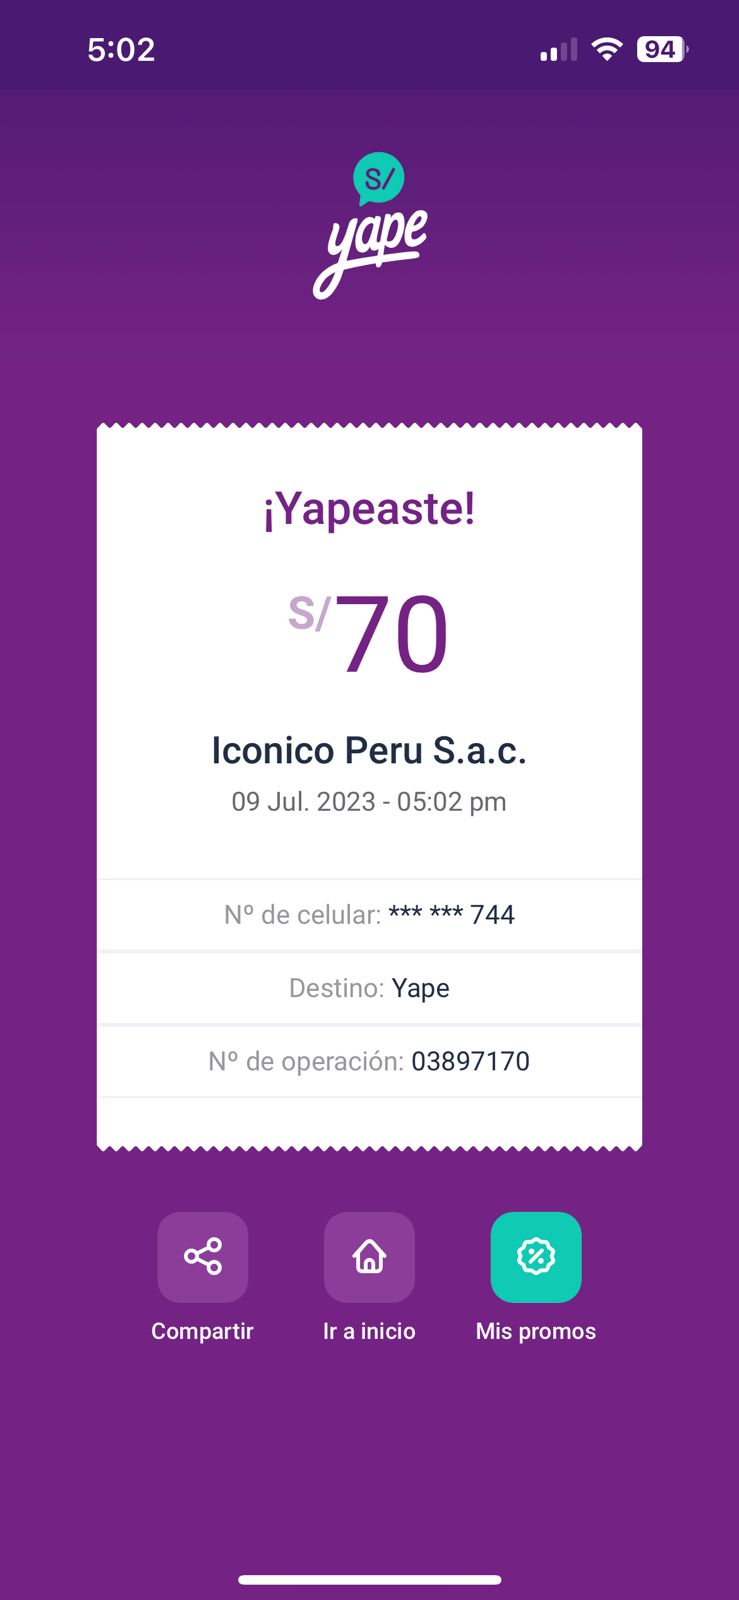 5:02
94
S/
yape
¡Yapeaste!
S/70
Iconico Peru S.a.c.
09 Jul. 2023 - 05:02 pm
Nº de celular: *** *** 744
Destino: Yape
Nº de operación: 03897170
Compartir
Ir a inicio
Mis promos